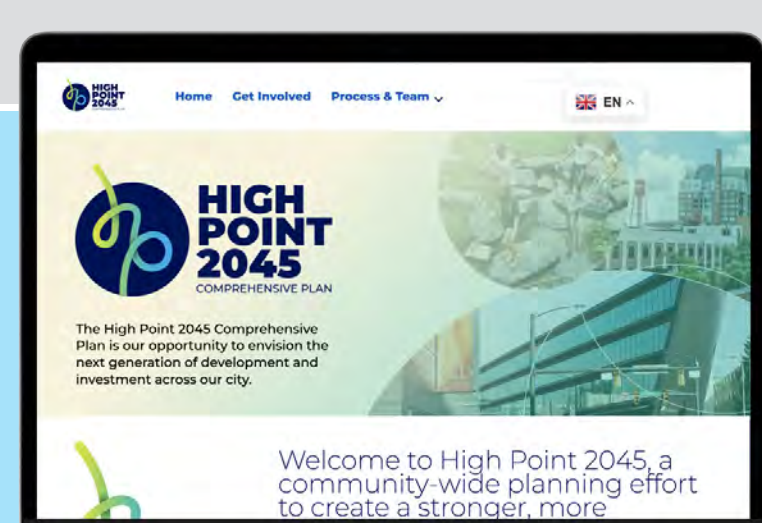 HIGH
POINT
2045
COMPREHENSIVE PLAN
Home Get Involved Process & Team
EN
HIGH
POINT
2045
COMPREHENSIVE PLAN
The High Point 2045 Comprehensive
Plan is our opportunity to envision the
next generation of development and
investment across our city.
Welcome to High Point 2045, a
community-wide planning effort
to create a stronger, more